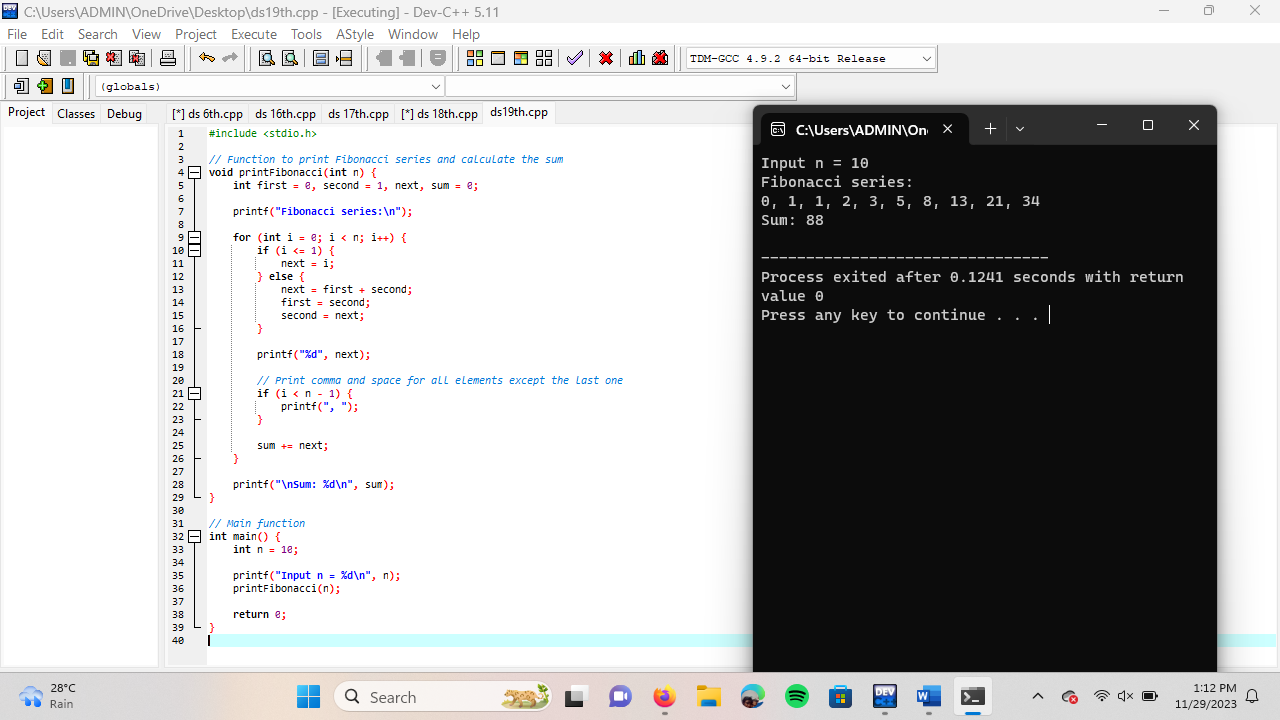 C:\Users\ADMIN\OneDrive\Desktop\ds19th.cpp - [Executing] - Dev-C++ 5.11
File Edit Search View Project Execute Tools AStyle Window Help
TDM-GCC 4.9.2 64-bit Release
(globals)
Project Classes Debug
[*] ds 6th.cpp ds 16th.cpp ds 17th.cpp [*] ds 18th.cpp ds19th.cpp
1 #include <stdio.h>
2
3 // Function to print Fibonacci series and calculate the sum
4 void printFibonacci(int n) {
5 int first = 0, second = 1, next, sum = 0;
6
7 printf("Fibonacci series:\n");
8
9 for (int i = 0; i < n; i++) {
10 if (i <= 1) {
11 next = i;
12 } else {
13 next = first + second;
14 first = second;
15 second = next;
16 }
17
18 printf("%d", next);
19
20 // Print comma and space for all elements except the last one
21 if (i < n - 1) {
22 printf(", ");
23 }
24
25 sum += next;
26 }
27
28 printf("\nSum: %d\n", sum);
29 }
30
31 // Main function
32 int main() {
33 int n = 10;
34
35 printf("Input n = %d\n", n);
36 printFibonacci(n);
37
38 return 0;
39 }
40
C:\Users\ADMIN\On
Input n = 10
Fibonacci series:
0, 1, 1, 2, 3, 5, 8, 13, 21, 34
Sum: 88
--------------------------------
Process exited after 0.1241 seconds with return
value 0
Press any key to continue . . .
28°C
Rain
Search
DEV
1:12 PM
11/29/2023